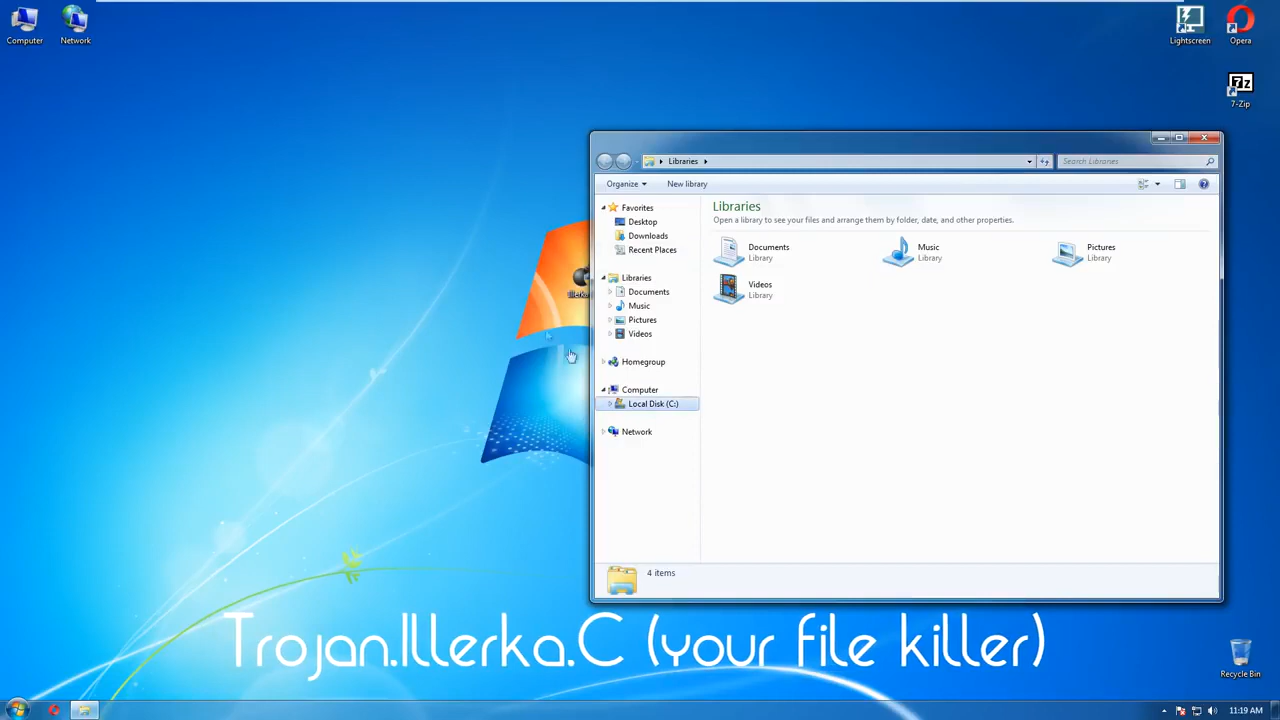 Computer
Network
Lightscreen
Opera
7-Zip
Libraries
Search Libraries
Organize
New library
Favorites
Desktop
Downloads
Recent Places
Libraries
Documents
Music
Pictures
Videos
Homegroup
Computer
Local Disk (C:)
Network
Libraries
Open a library to see your files and arrange them by folder, date, and other properties.
Documents
Library
Music
Library
Pictures
Library
Videos
Library
4 items
Illerka
Trojan.Illerka.C (your file killer)
Recycle Bin
11:19 AM